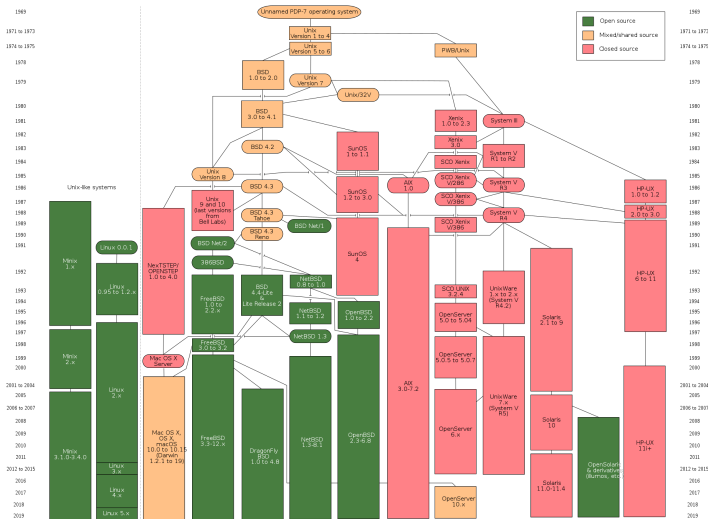 Unnamed PDP-7 operating system
Open source
Mixed/shared source
Closed source
1969
1969
Unix
Version 1 to 4
1971 to 1973
1971 to 1973
Unix
Version 5 to 6
PWB/Unix
1974 to 1975
1974 to 1975
1978
1978
BSD
1.0 to 2.0
Unix
Version 7
1979
1979
Unix/32V
1980
1980
BSD
3.0 to 4.1
Xenix
1.0 to 2.3
System III
1981
1981
1982
1982
SunOS
1 to 1.1
Xenix
3.0
1983
1983
BSD 4.2
System V
R1 to R2
1984
1984
SCO Xenix
1985
1985
Unix
Version 8
SCO Xenix
V/286
Unix-like systems
BSD 4.3
AIX
1.0
System V
R3
1986
1986
HP-UX
1.0 to 1.2
SunOS
1.2 to 3.0
SCO Xenix
V/386
1987
1987
Unix
9 and 10
(last versions
from
Bell Labs)
BSD 4.3
Tahoe
System V
R4
HP-UX
2.0 to 3.0
1988
1988
BSD Net/1
SCO Xenix
V/386
1989
1989
BSD 4.3
Reno
1990
1990
Linux 0.0.1
BSD Net/2
1991
1991
Minix
1.x
SunOS
4
386BSD
NeXTSTEP/
OPENSTEP
1.0 to 4.0
HP-UX
6 to 11
1992
1992
NetBSD
0.8 to 1.0
Linux
0.95 to 1.2.x
BSD
4.4-Lite
&
Lite Release 2
SCO UNIX
3.2.4
UnixWare
1.x to 2.x
(System V
R4.2)
1993
1993
FreeBSD
1.0 to
2.2.x
1994
1994
NetBSD
1.1 to 1.2
OpenBSD
1.0 to 2.2
OpenServer
5.0 to 5.04
Solaris
2.1 to 9
1995
1995
1996
1996
1997
1997
NetBSD 1.3
1998
1998
FreeBSD
3.0 to 3.2
Minix
2.x
Mac OS X
Server
OpenServer
5.0.5 to 5.0.7
1999
1999
2000
2000
AIX
3.0-7.2
2001 to 2004
2001 to 2004
Linux
2.x
UnixWare
7.x
(System V
R5)
2005
2005
2006 to 2007
2006 to 2007
Solaris
10
2008
2008
OpenBSD
2.3-6.8
OpenServer
6.x
2009
2009
Mac OS X,
OS X,
macOS
10.0 to 10.15
(Darwin
1.2.1 to 19)
FreeBSD
3.3-12.x
NetBSD
1.3-8.1
HP-UX
11i+
2010
2010
Minix
3.1.0-3.4.0
DragonFly
BSD
1.0 to 4.8
2011
2011
Linux
3.x
OpenSolaris
& derivatives
(illumos, etc.)
2012 to 2015
2012 to 2015
Solaris
11.0-11.4
2016
2016
Linux
4.x
OpenServer
10.x
2017
2017
2018
2018
Linux 5.x
2019
2019